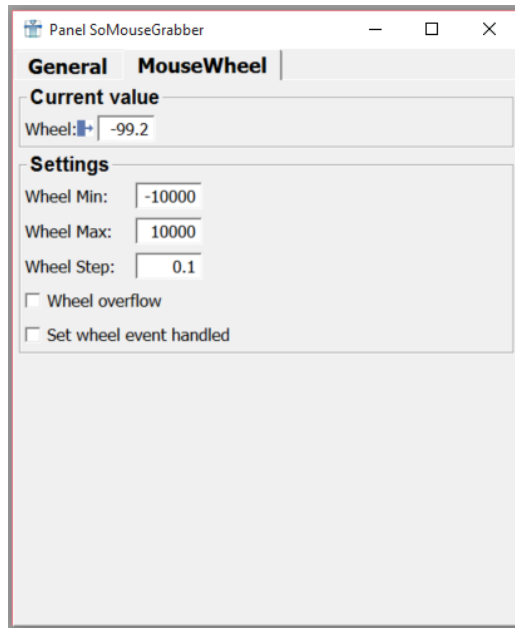 Panel SoMouseGrabber
General MouseWheel
Current value
Wheel: -99.2
Settings
Wheel Min: -10000
Wheel Max: 10000
Wheel Step: 0.1
Wheel overflow
Set wheel event handled